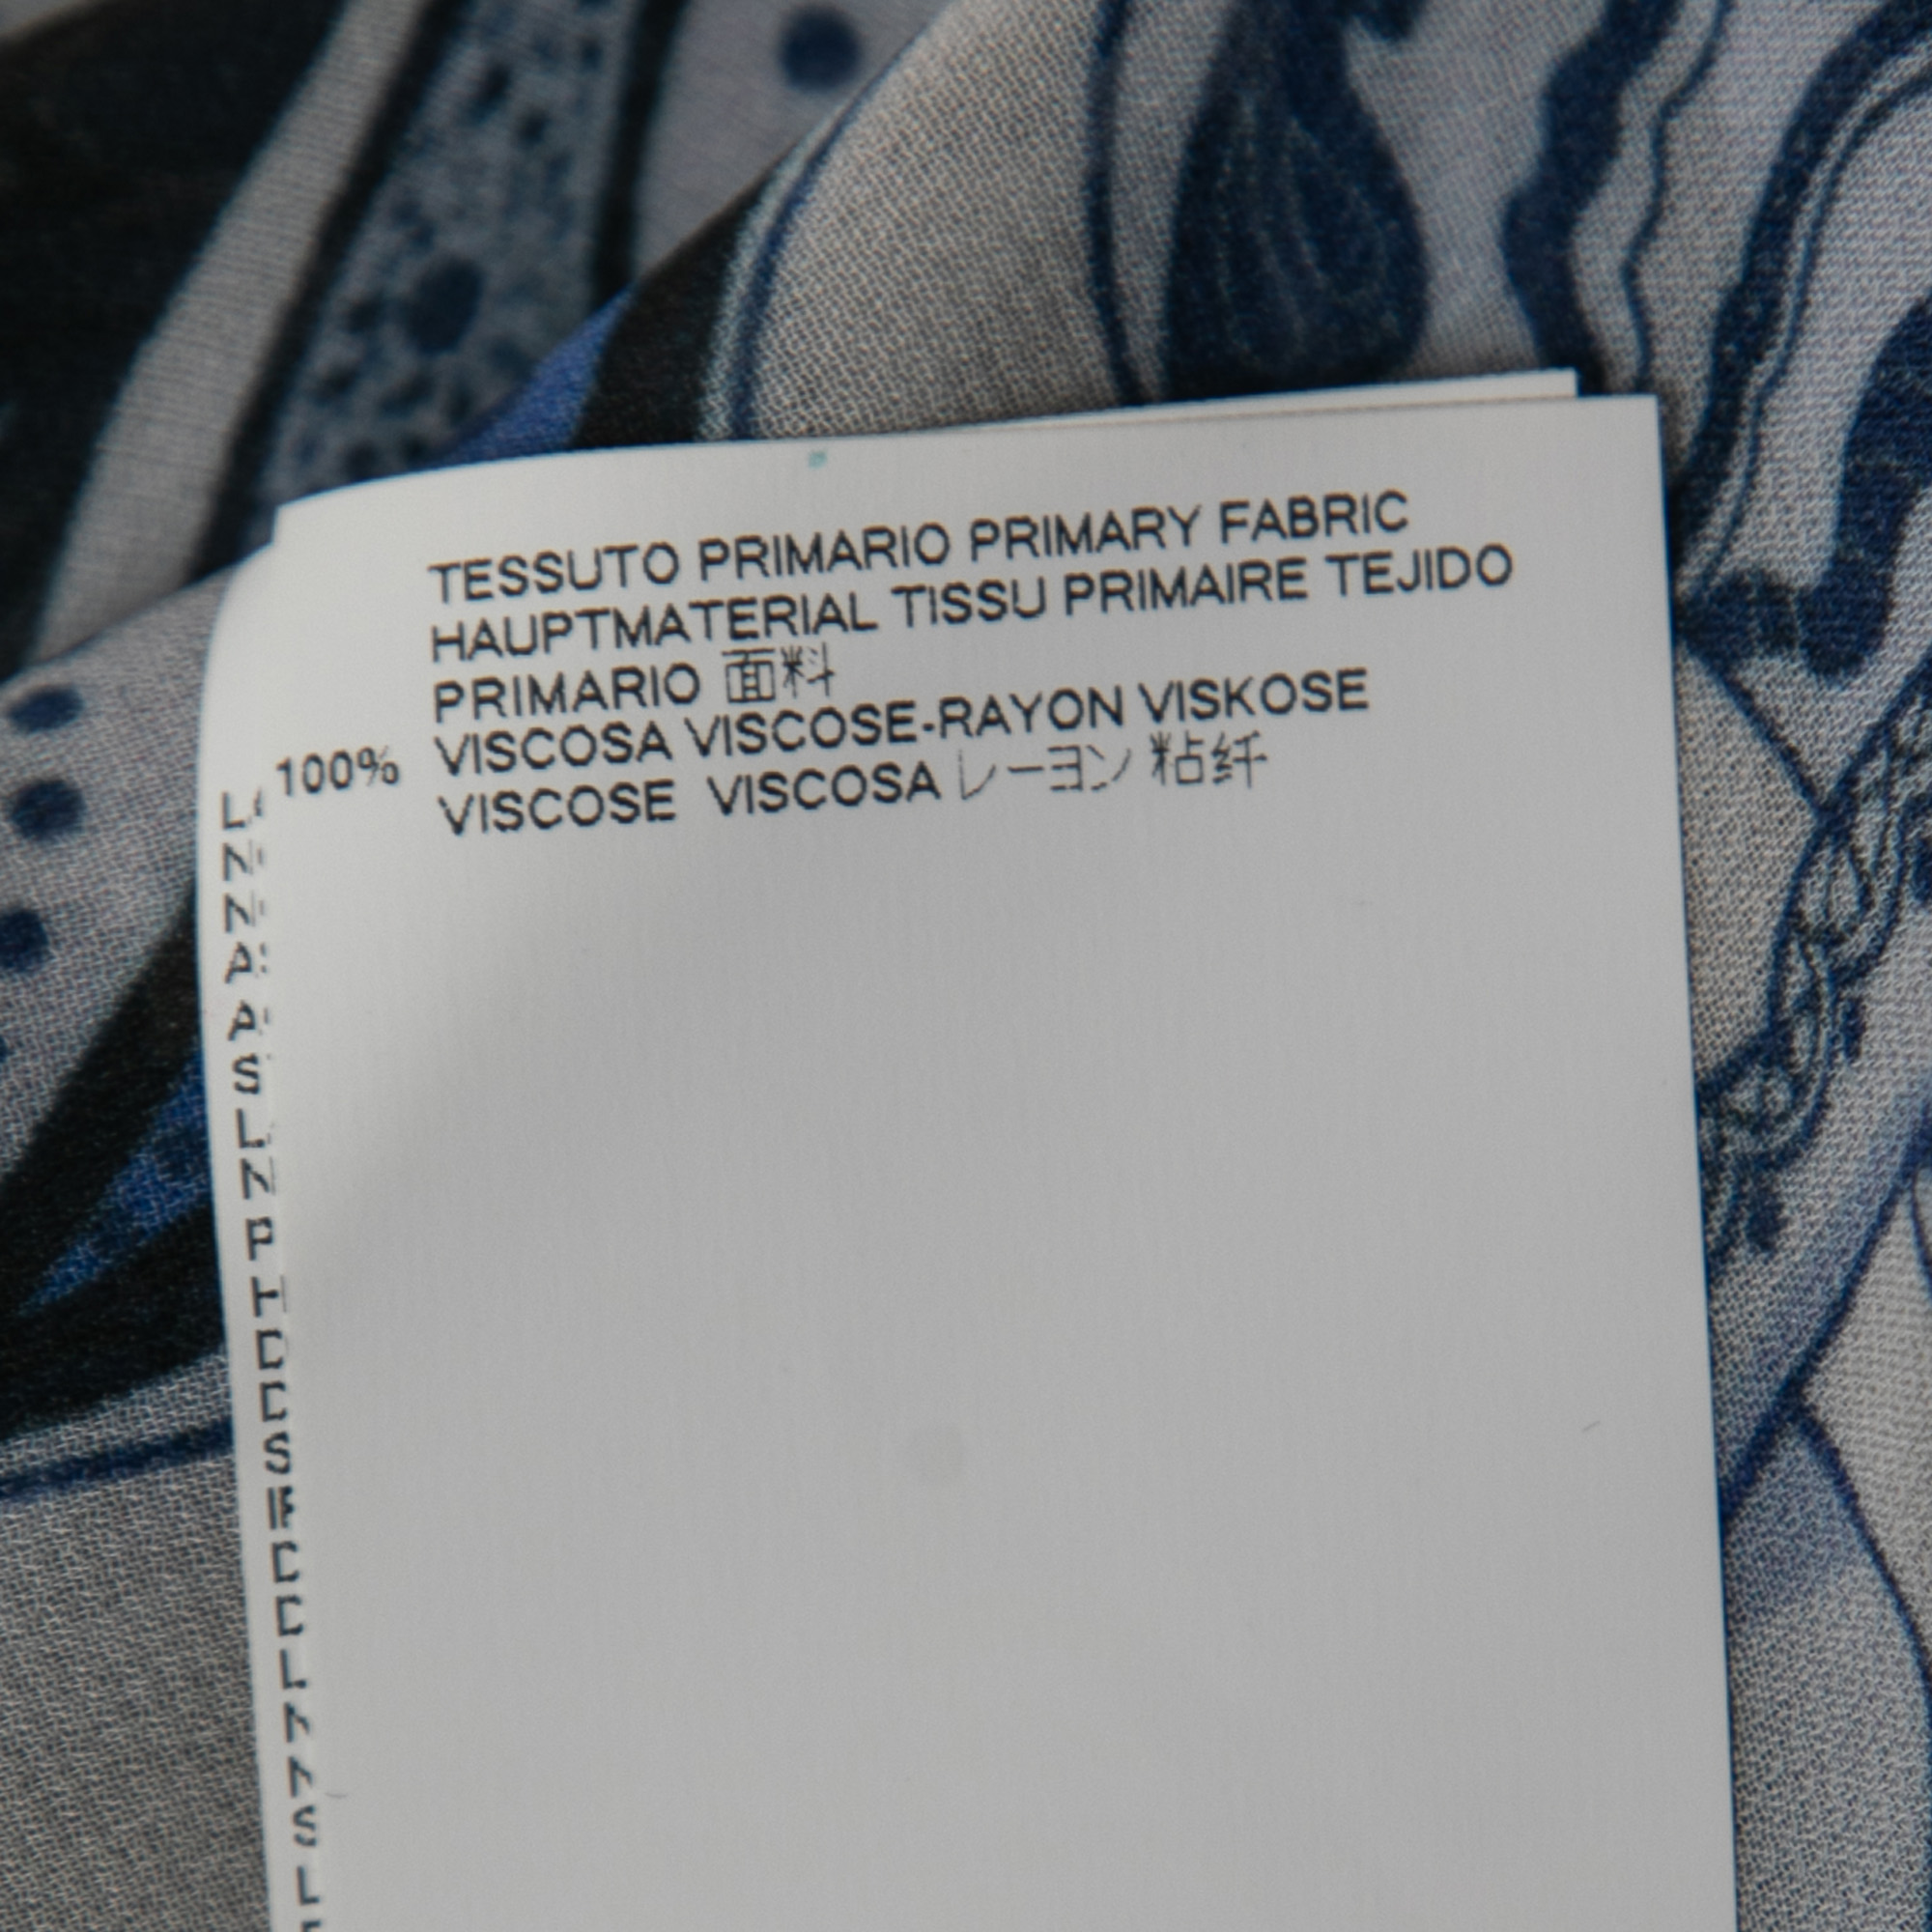 TESSUTO PRIMARIO PRIMARY FABRIC
HAUPTMATERIAL TISSU PRIMAIRE TEJIDO
PRIMARIO 面料
100% VISCOSA VISCOSE-RAYON VISKOSE
VISCOSE VISCOSA レーヨン 粘纤